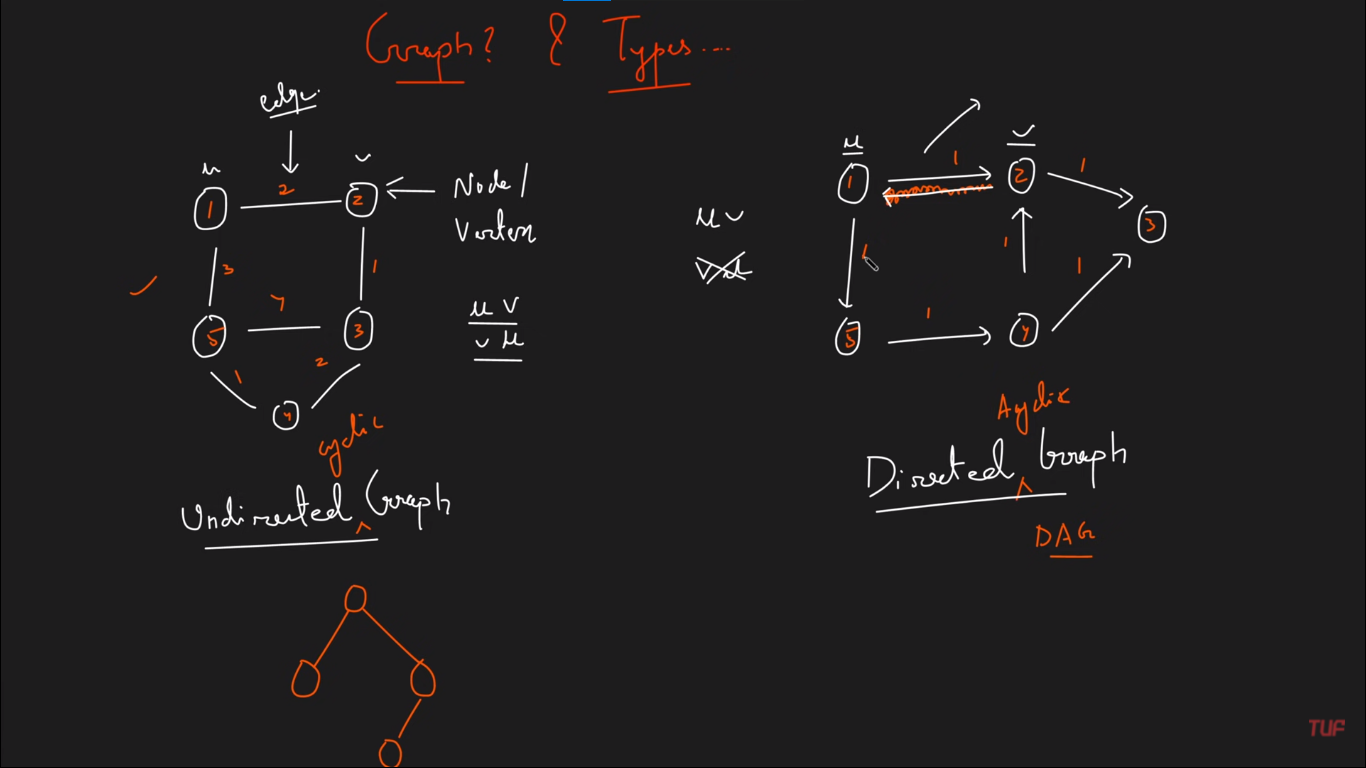 Graph? & Types....
edge
u
v
1
2
2
Node/
Vertex
3
1
u V
v u
5
7
3
1
2
4
cyclic
Undirected ^ Graph
u
v
1
1
2
1
3
u v
v u
1
1
1
5
1
4
Acyclic
Directed ^ Graph
DAG
TUF